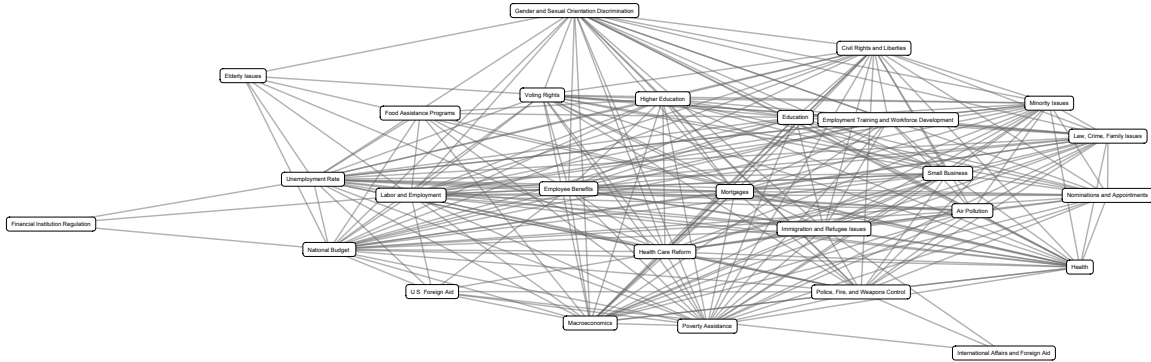 Gender and Sexual Orientation Discrimination
Civil Rights and Liberties
Elderly Issues
Voting Rights
Higher Education
Minority Issues
Food Assistance Programs
Education
Employment Training and Workforce Development
Law, Crime, Family Issues
Small Business
Unemployment Rate
Labor and Employment
Employee Benefits
Mortgages
Nominations and Appointments
Air Pollution
Financial Institution Regulation
Immigration and Refugee Issues
National Budget
Health Care Reform
Health
U S Foreign Aid
Police, Fire, and Weapons Control
Macroeconomics
Poverty Assistance
International Affairs and Foreign Aid